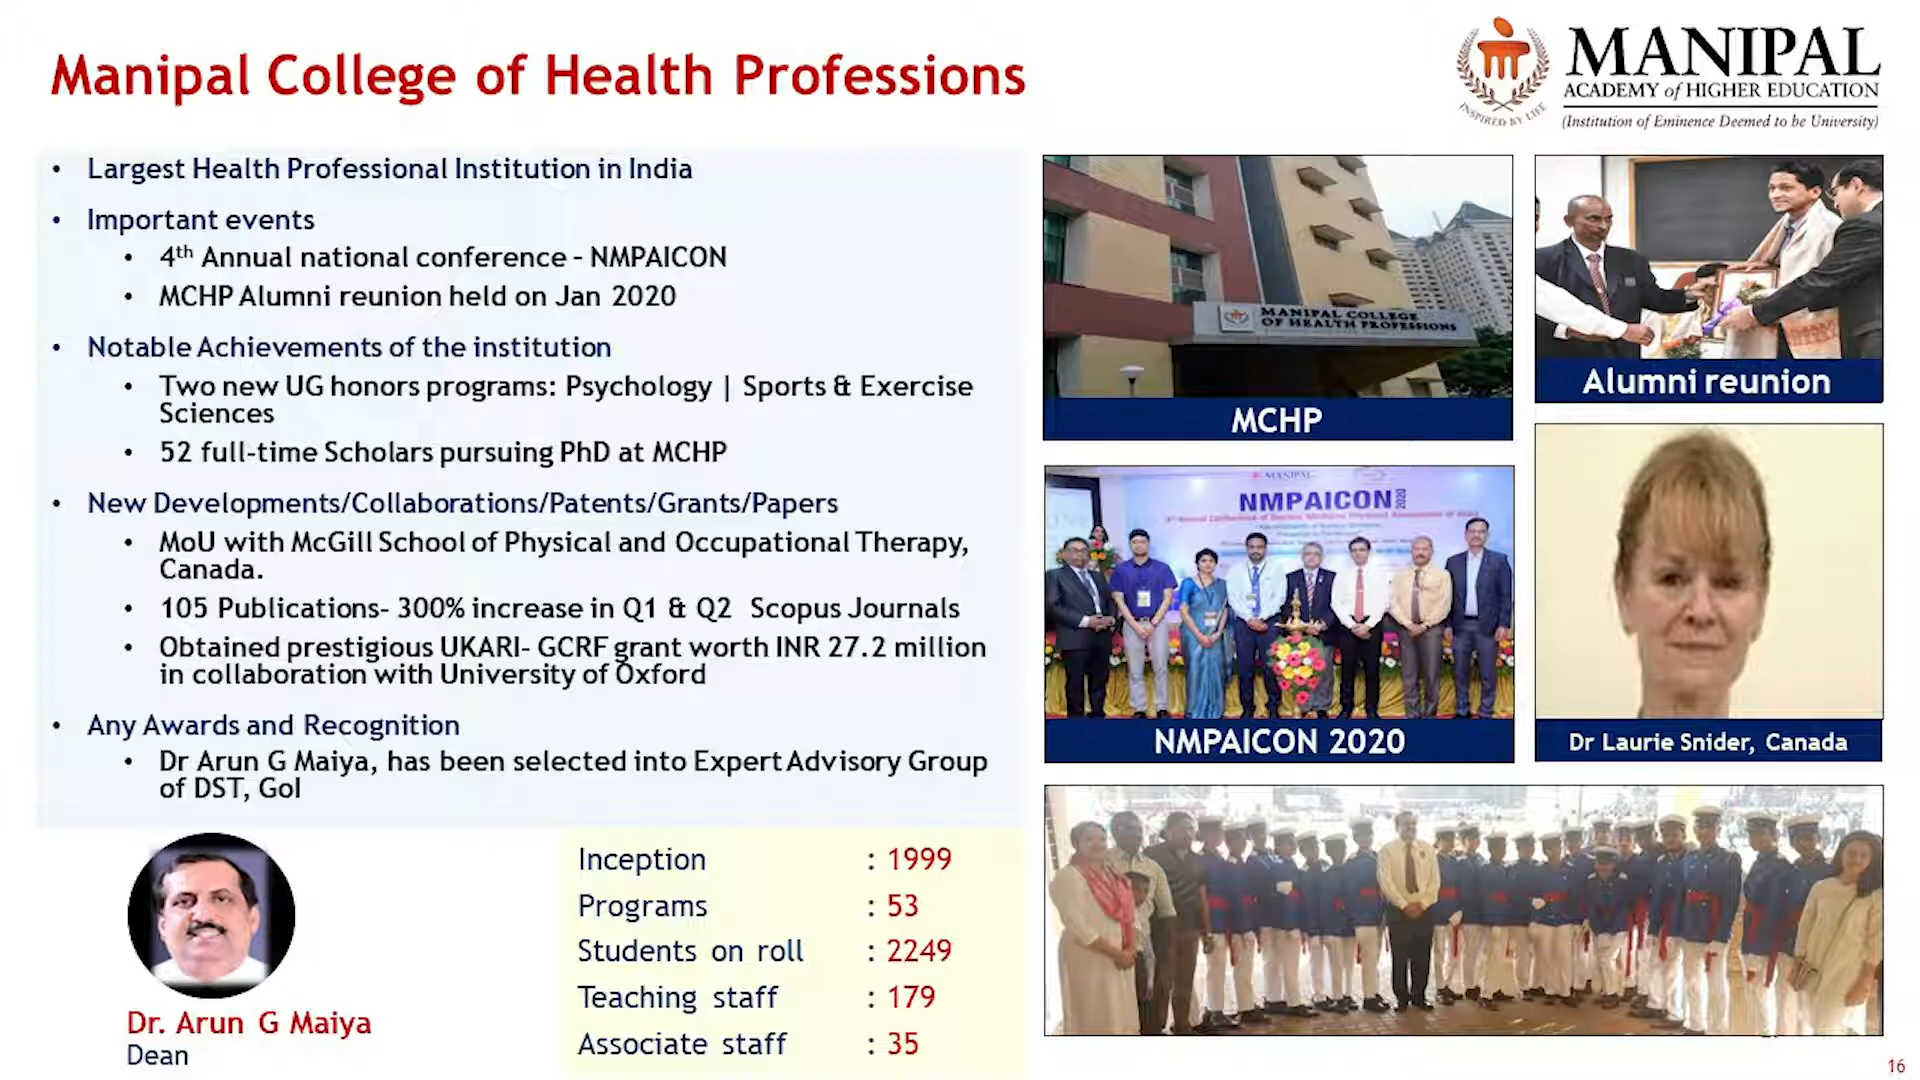 Manipal College of Health Professions
MANIPAL
ACADEMY of HIGHER EDUCATION
(Institution of Eminence Deemed to be University)
INSPIRED BY LIFE
• Largest Health Professional Institution in India
• Important events
• 4th Annual national conference – NMPAICON
• MCHP Alumni reunion held on Jan 2020
• Notable Achievements of the institution
• Two new UG honors programs: Psychology | Sports & Exercise
Sciences
• 52 full-time Scholars pursuing PhD at MCHP
• New Developments/Collaborations/Patents/Grants/Papers
• MoU with McGill School of Physical and Occupational Therapy,
Canada.
• 105 Publications- 300% increase in Q1 & Q2 Scopus Journals
• Obtained prestigious UKARI- GCRF grant worth INR 27.2 million
in collaboration with University of Oxford
• Any Awards and Recognition
• Dr Arun G Maiya, has been selected into Expert Advisory Group
of DST, GoI
Dr. Arun G Maiya
Dean
Inception : 1999
Programs : 53
Students on roll : 2249
Teaching staff : 179
Associate staff : 35
MANIPAL COLLEGE
OF HEALTH PROFESSIONS
MCHP
Alumni reunion
MANIPAL
NMPAICON 2020
NMPAICON 2020
Dr Laurie Snider, Canada
16